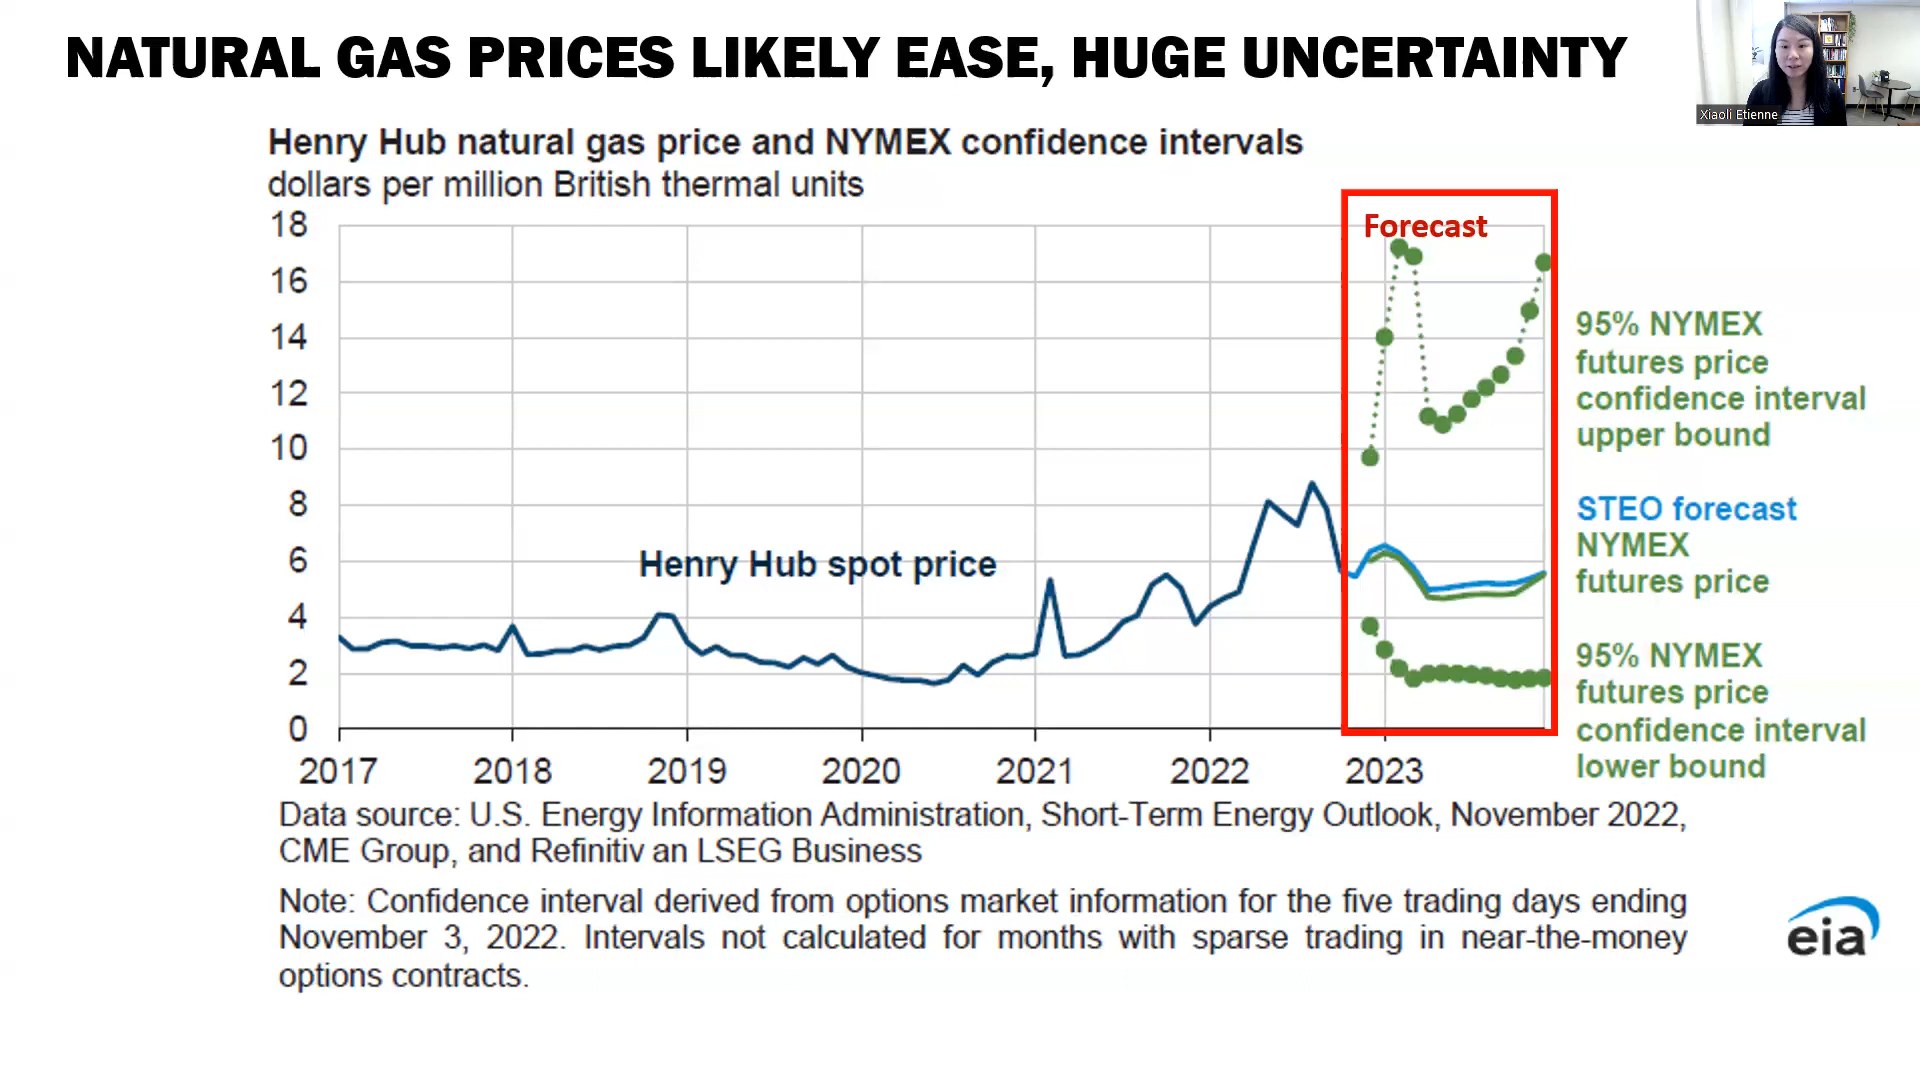 NATURAL GAS PRICES LIKELY EASE, HUGE UNCERTAINTY
Xiaoli Etienne
Henry Hub natural gas price and NYMEX confidence intervals
dollars per million British thermal units
Forecast
18
16
14
12
10
8
6
4
2
0
Henry Hub spot price
95% NYMEX
futures price
confidence interval
upper bound
STEO forecast
NYMEX
futures price
95% NYMEX
futures price
confidence interval
lower bound
2017 2018 2019 2020 2021 2022 2023
Data source: U.S. Energy Information Administration, Short-Term Energy Outlook, November 2022,
CME Group, and Refinitiv an LSEG Business
Note: Confidence interval derived from options market information for the five trading days ending
November 3, 2022. Intervals not calculated for months with sparse trading in near-the-money
options contracts.
eia